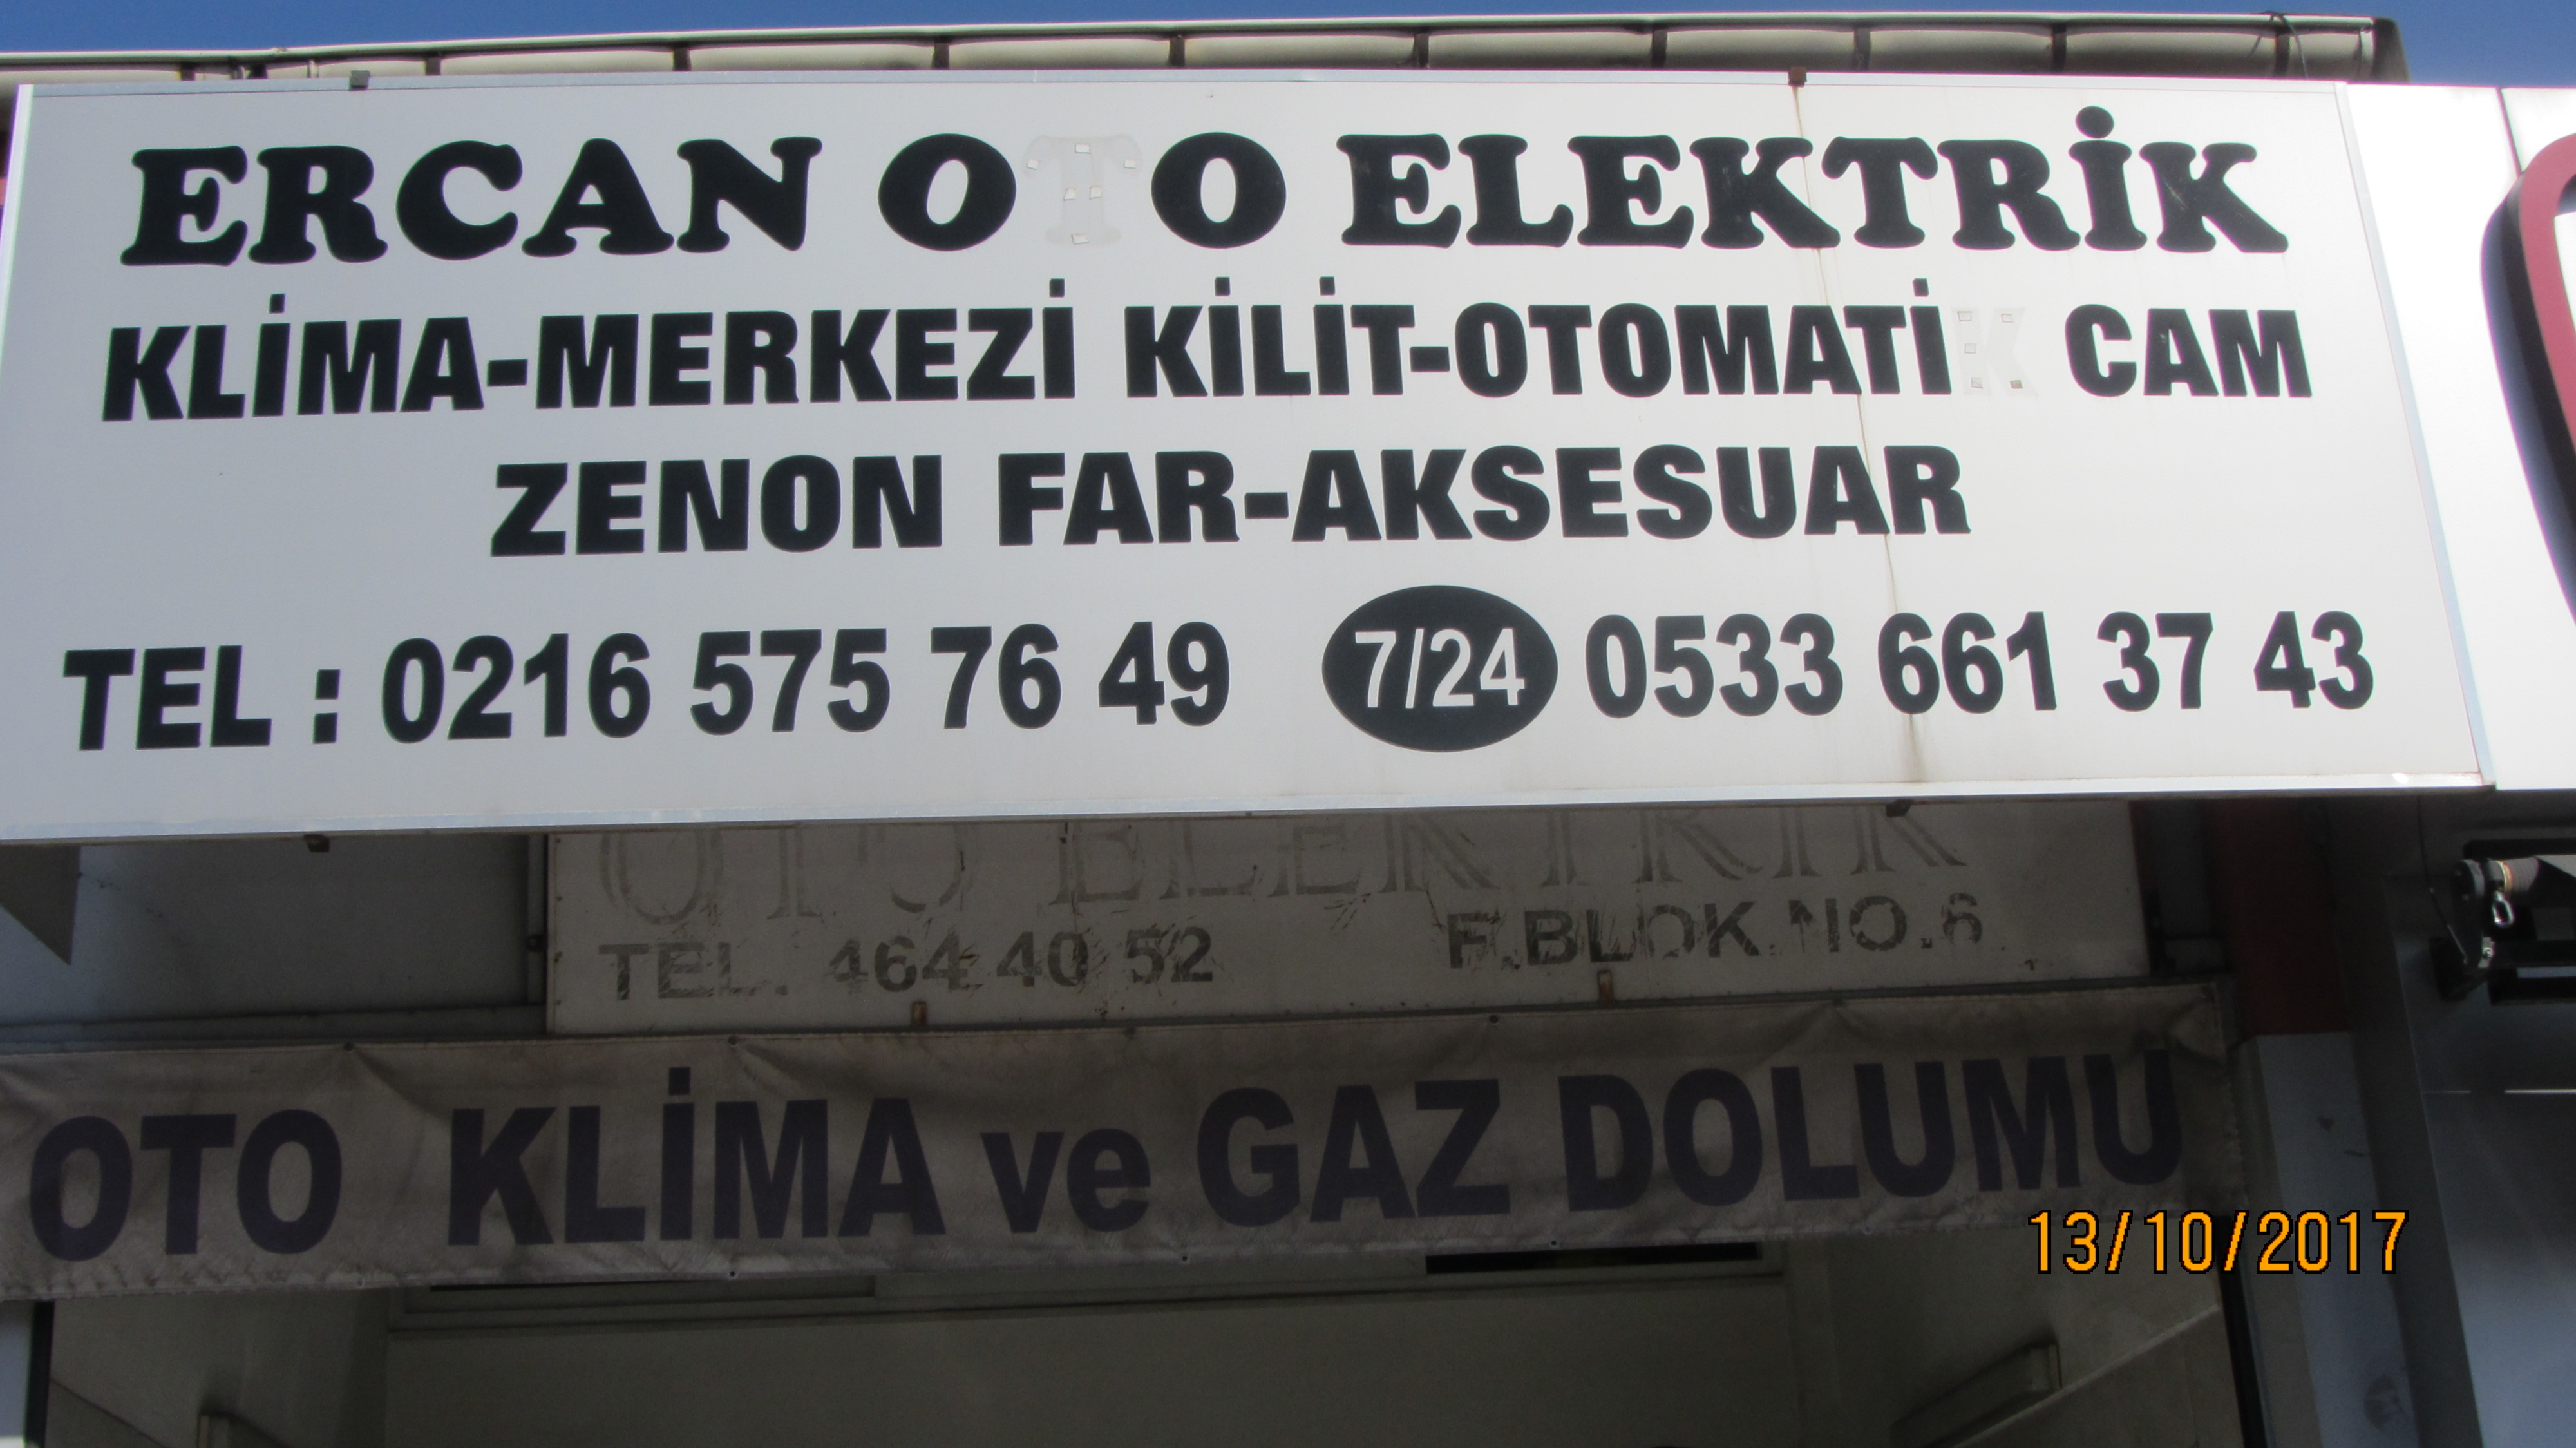 ERCAN OTO ELEKTRİK
KLİMA-MERKEZİ KİLİT-OTOMATİK CAM
ZENON FAR-AKSESUAR
TEL : 0216 575 76 49 7/24 0533 661 37 43
OTO ELEKTRİK
TEL. 464 40 52 F.BLOK NO.6
OTO KLİMA ve GAZ DOLUMU
13/10/2017